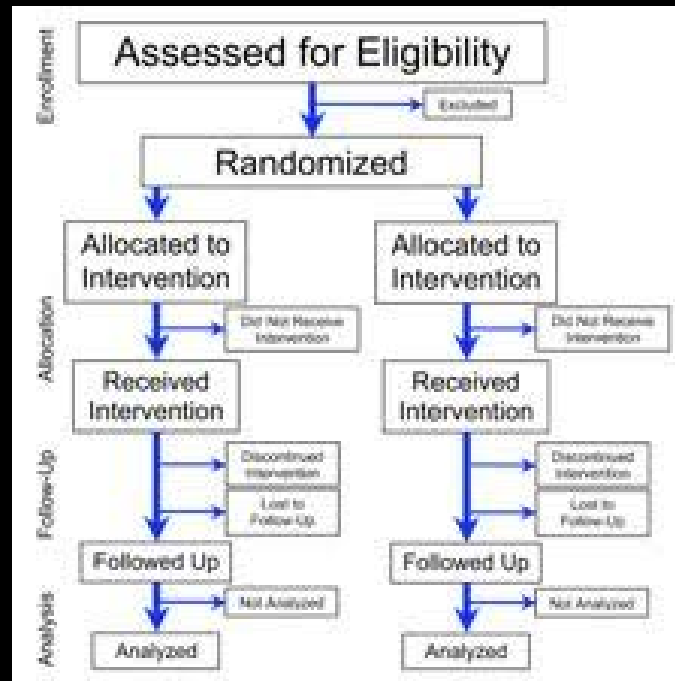 Enrollment
Assessed for Eligibility
Excluded
Randomized
Allocation
Allocated to
Intervention
Did Not Receive
Intervention
Received
Intervention
Allocated to
Intervention
Did Not Receive
Intervention
Received
Intervention
Follow-Up
Discontinued
Intervention
Lost to
Follow-Up
Followed Up
Discontinued
Intervention
Lost to
Follow-Up
Followed Up
Analysis
Not Analyzed
Analyzed
Not Analyzed
Analyzed